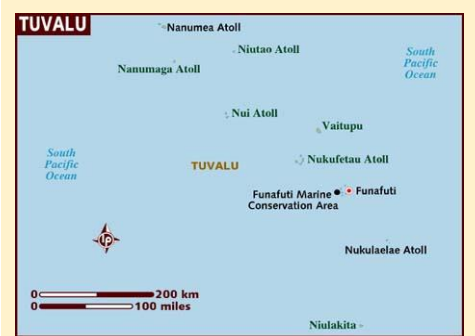 TUVALU
Nanumea Atoll
Niutao Atoll
South
Pacific
Ocean
Nanumaga Atoll
Nui Atoll
Vaitupu
South
Pacific
Ocean
TUVALU
Nukufetau Atoll
Funafuti Marine
Conservation Area
Funafuti
Nukulaelae Atoll
lp
0 200 km
0 100 miles
Niulakita